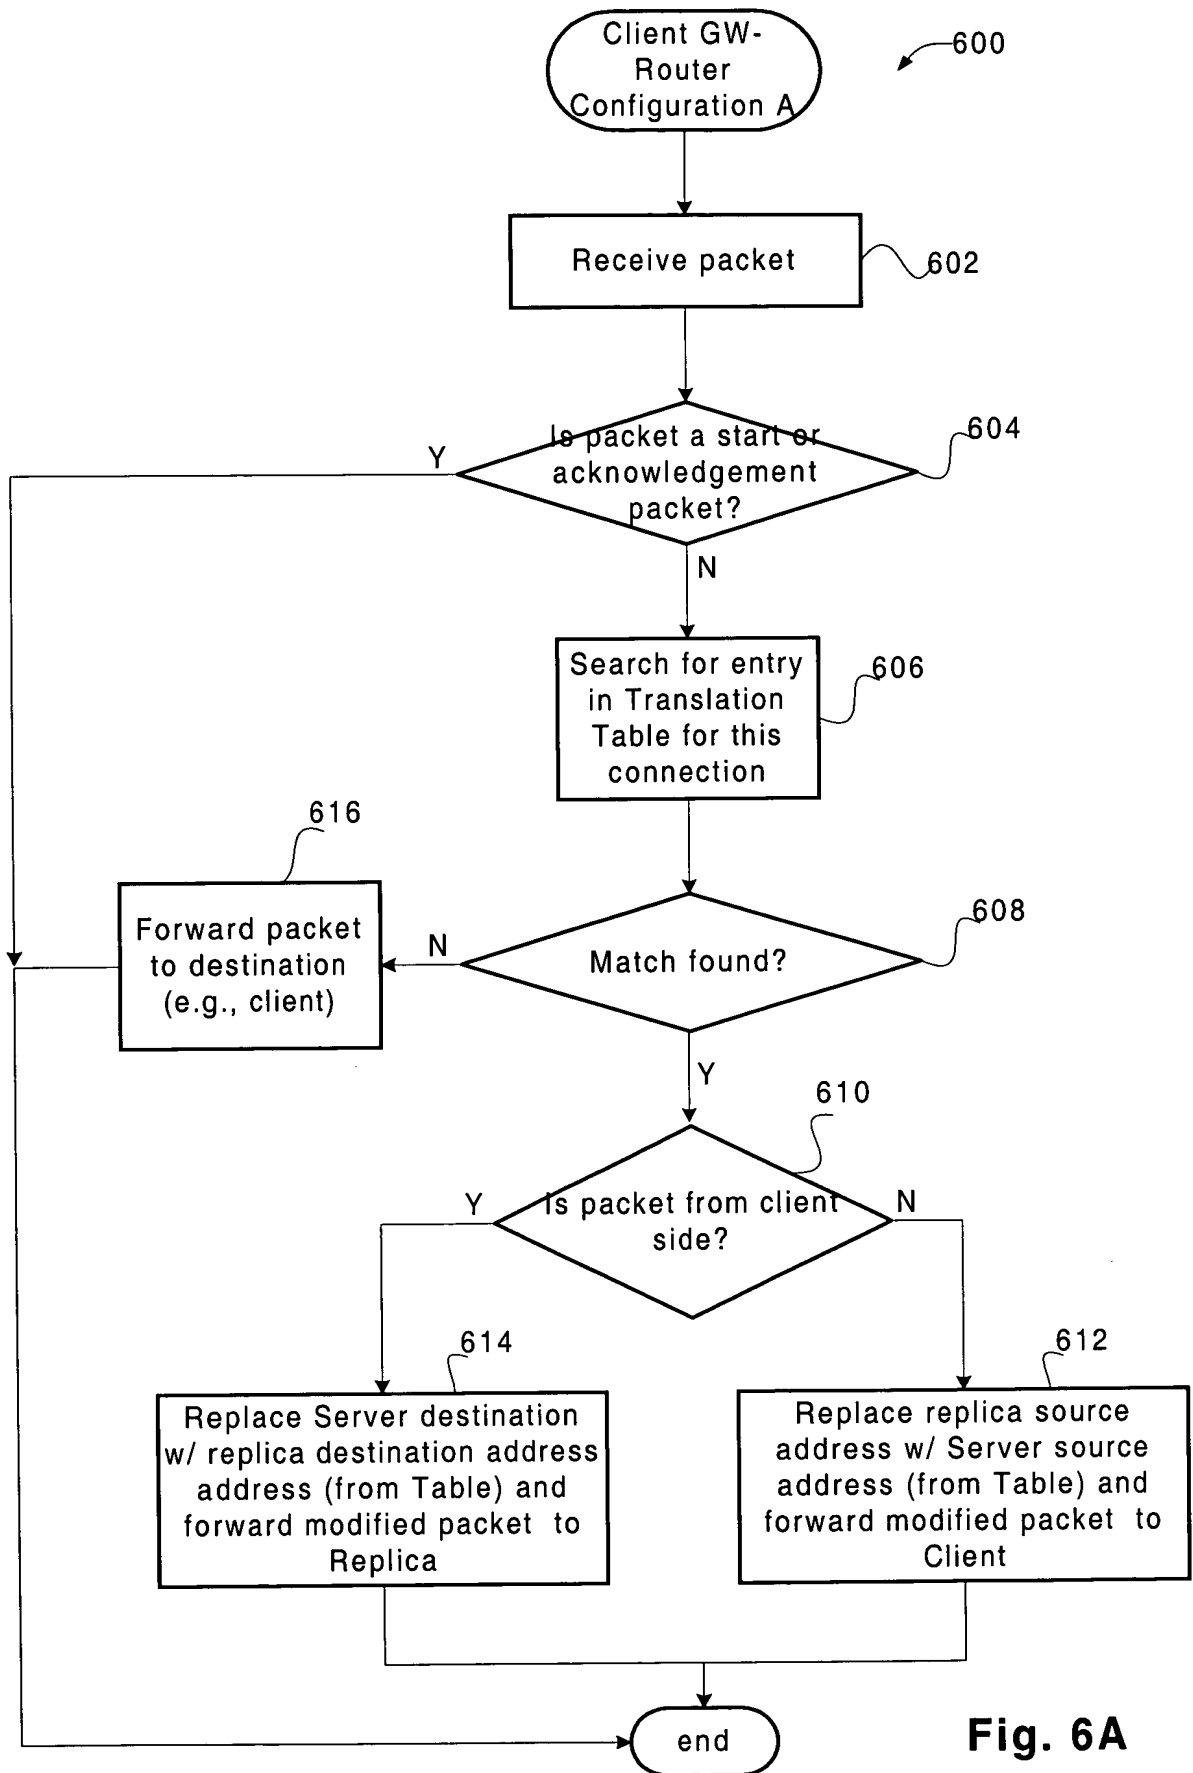 Client GW-
Router
Configuration A
600
Receive packet
602
Is packet a start or
acknowledgement
packet?
604
Y
N
Search for entry
in Translation
Table for this
connection
606
616
Forward packet
to destination
(e.g., client)
N
Match found?
608
Y
610
Is packet from client
side?
Y
N
614
612
Replace Server destination
w/ replica destination address
address (from Table) and
forward modified packet to
Replica
Replace replica source
address w/ Server source
address (from Table) and
forward modified packet to
Client
end
Fig. 6A